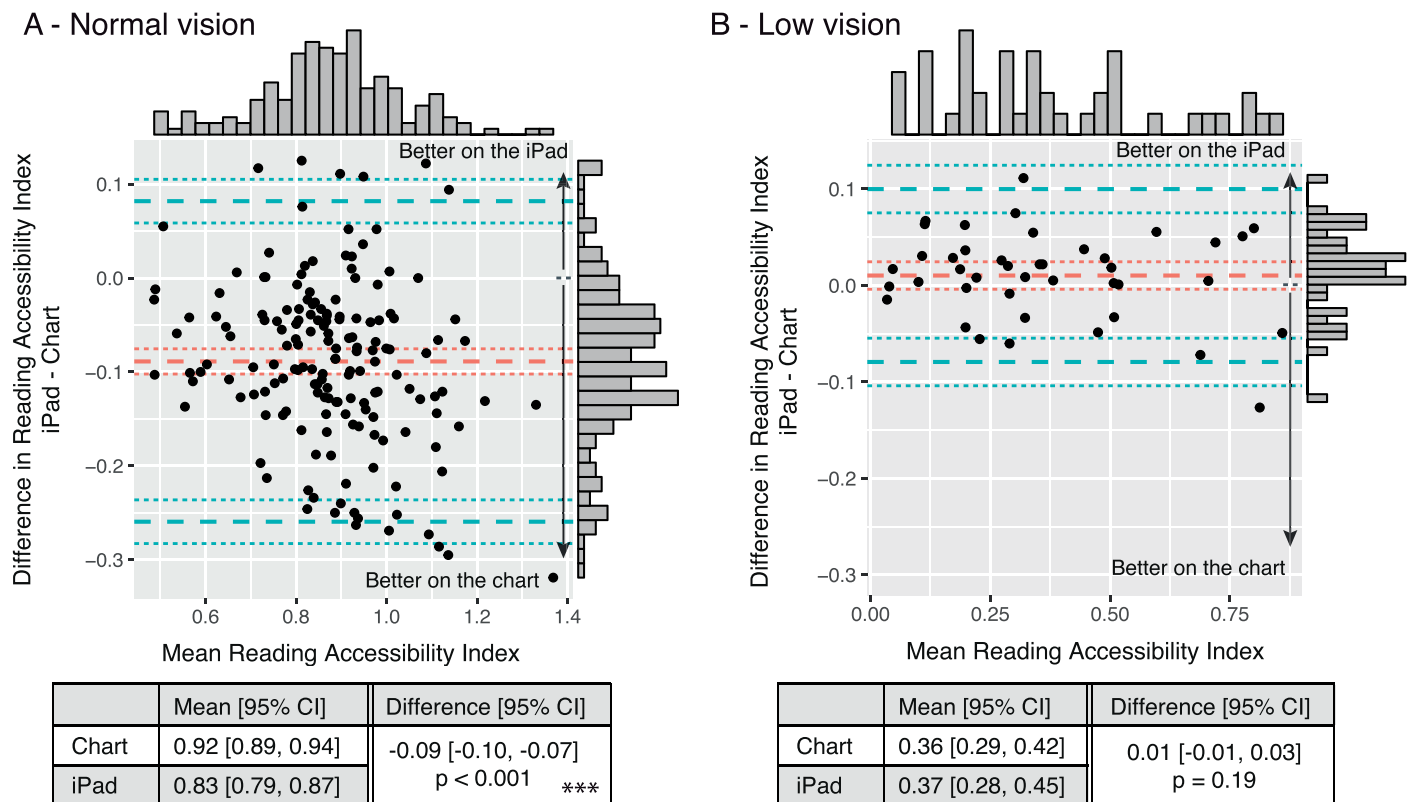 A - Normal vision
Better on the iPad
Difference in Reading Accessibility Index
iPad - Chart
0.1
0.0
−0.1
−0.2
−0.3
Better on the chart
0.6 0.8 1.0 1.2 1.4
Mean Reading Accessibility Index
Mean [95% CI] Difference [95% CI]
Chart 0.92 [0.89, 0.94] -0.09 [-0.10, -0.07]
p < 0.001 ***
iPad 0.83 [0.79, 0.87]
B - Low vision
Better on the iPad
Difference in Reading Accessibility Index
iPad - Chart
0.1
0.0
−0.1
−0.2
−0.3
Better on the chart
0.00 0.25 0.50 0.75
Mean Reading Accessibility Index
Mean [95% CI] Difference [95% CI]
Chart 0.36 [0.29, 0.42] 0.01 [-0.01, 0.03]
p = 0.19
iPad 0.37 [0.28, 0.45]